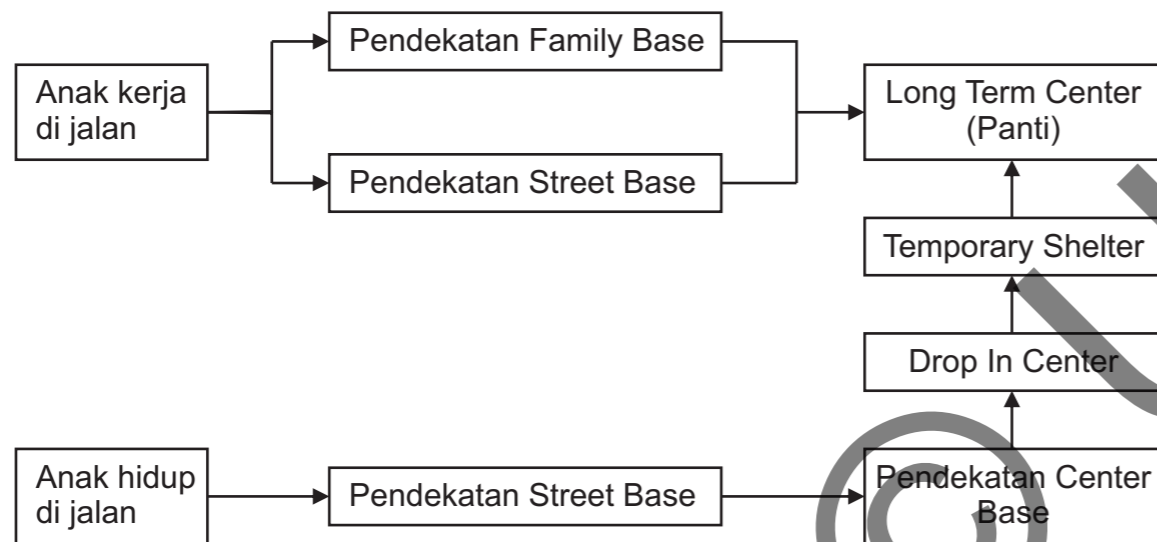 Pendekatan Family Base
Anak kerja
di jalan
Long Term Center
(Panti)
Pendekatan Street Base
Temporary Shelter
Drop In Center
Anak hidup
di jalan
Pendekatan Street Base
Pendekatan Center
Base